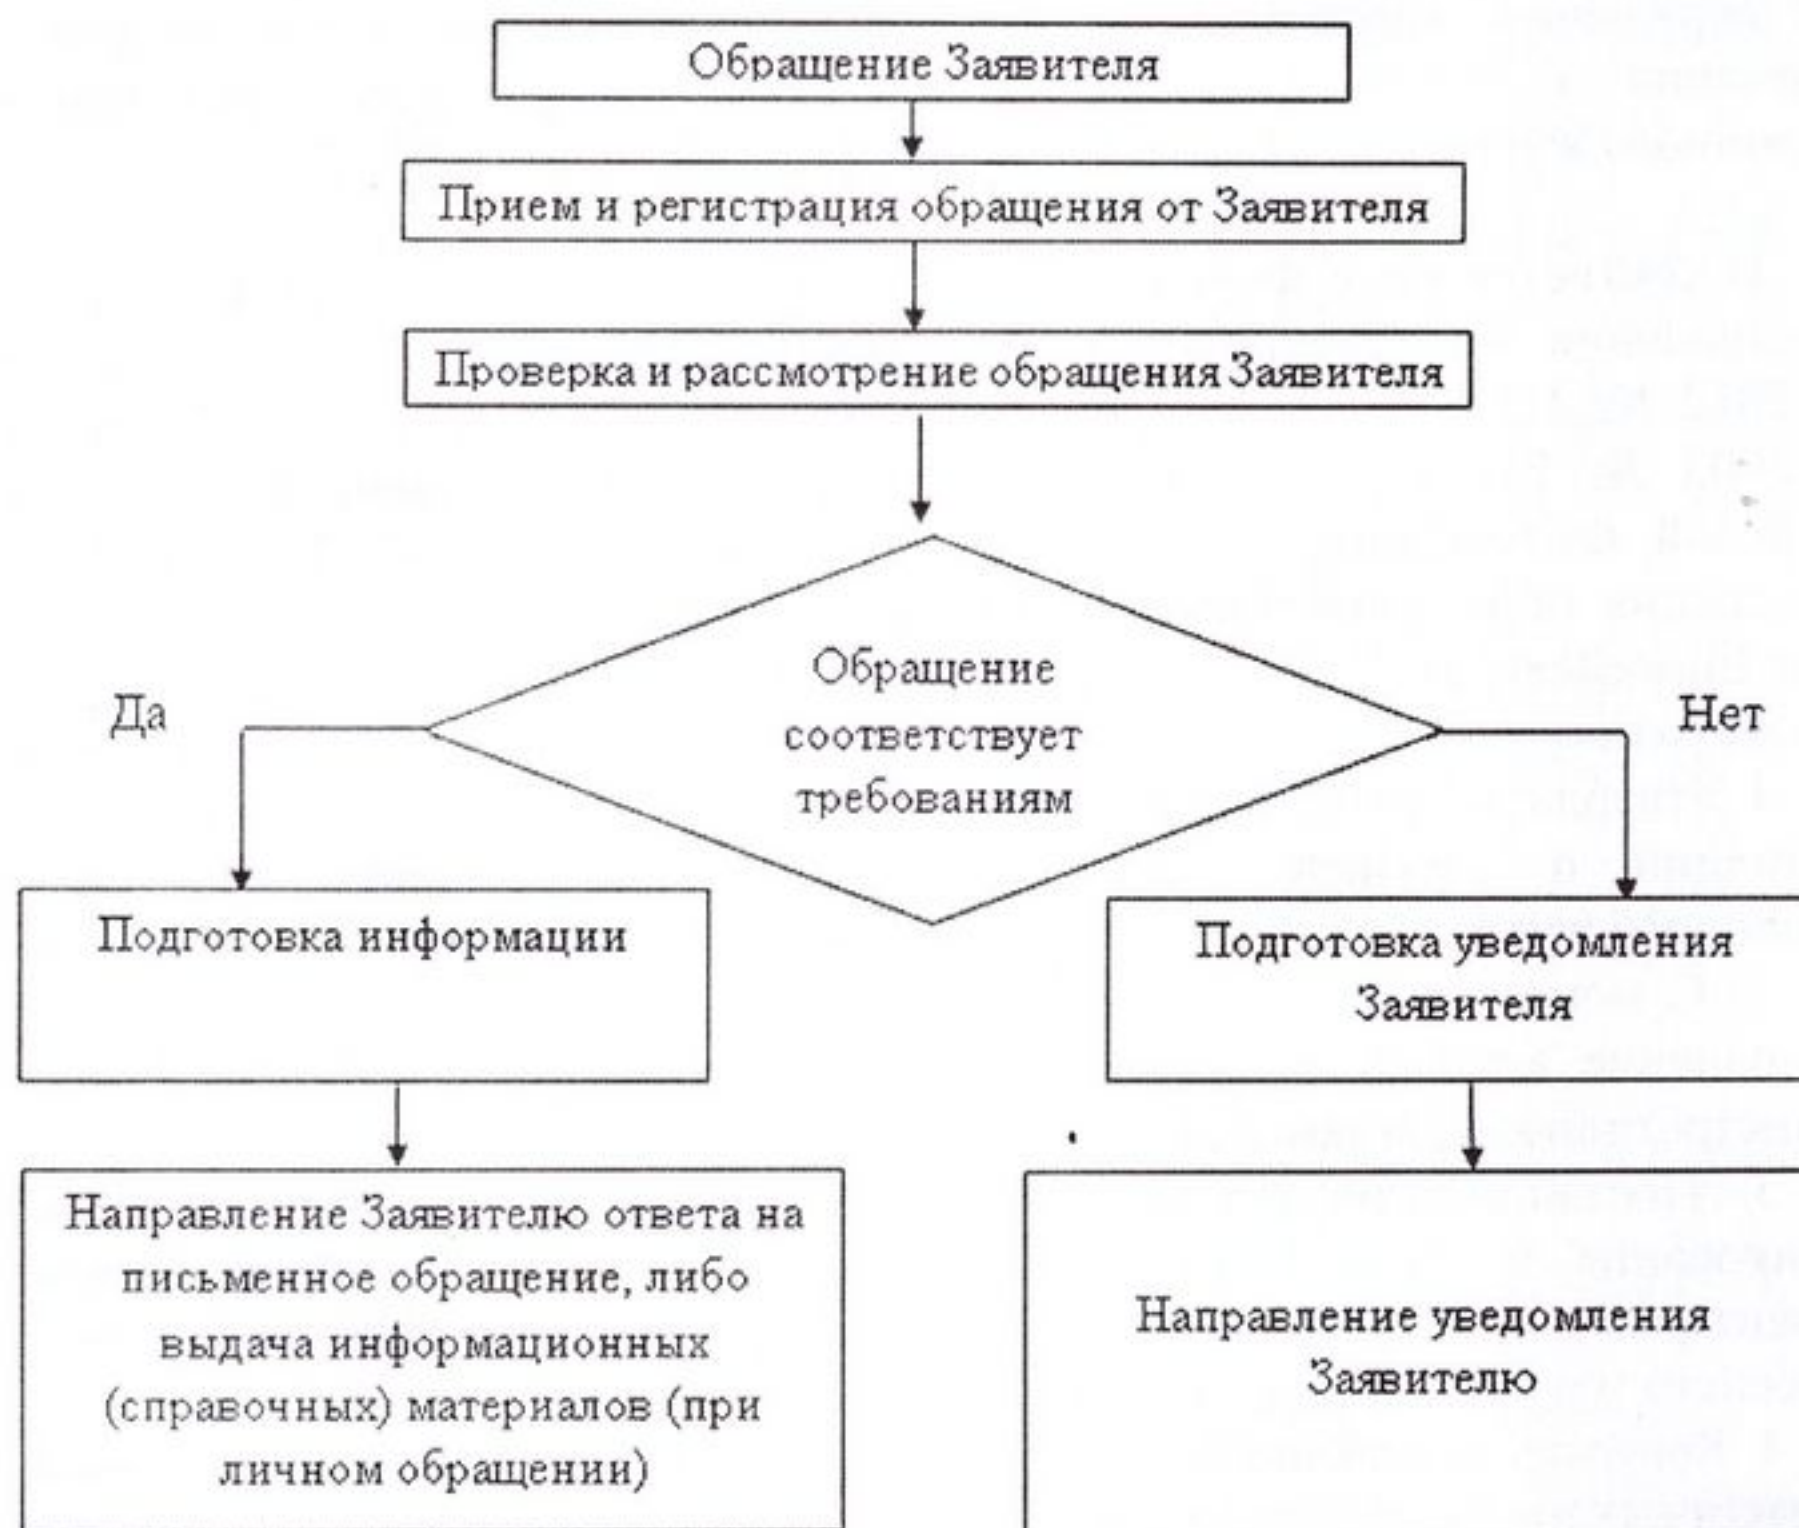 Обращение Заявителя
Прием и регистрация обращения от Заявителя
Проверка и рассмотрение обращения Заявителя
Обращение
соответствует
требованиям
Да
Нет
Подготовка информации
Подготовка уведомления
Заявителя
Направление Заявителю ответа на
письменное обращение, либо
выдача информационных
(справочных) материалов (при
личном обращении)
Направление уведомления
Заявителю